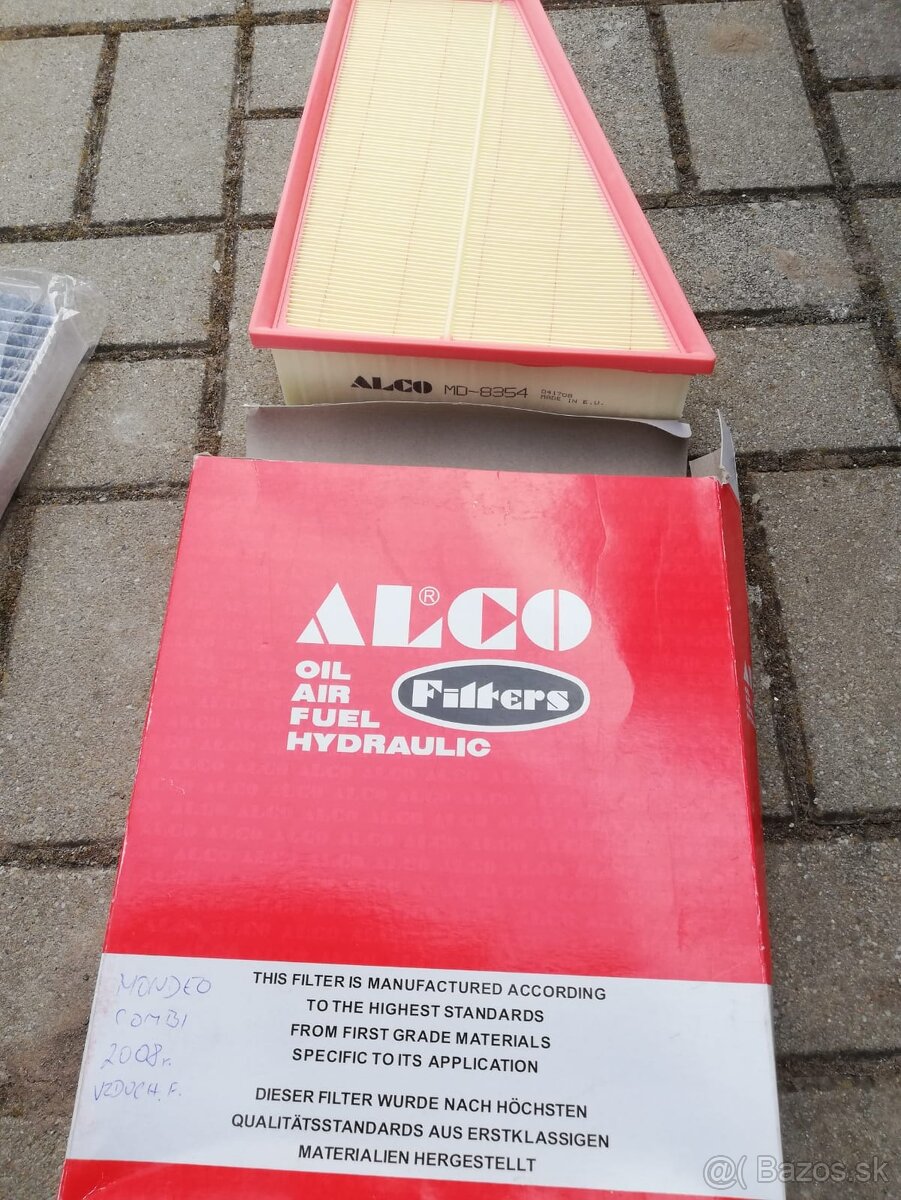 ALCO MD-8354 041708
MADE IN E.U.
ALCO®
OIL
AIR
FUEL
HYDRAULIC
Filters
MONDEO
COMBI
2008r.
VZDUCH. F.
THIS FILTER IS MANUFACTURED ACCORDING
TO THE HIGHEST STANDARDS
FROM FIRST GRADE MATERIALS
SPECIFIC TO ITS APPLICATION
DIESER FILTER WURDE NACH HÖCHSTEN
QUALITÄTSSTANDARDS AUS ERSTKLASSIGEN
MATERIALIEN HERGESTELLT
@( Bazos.sk